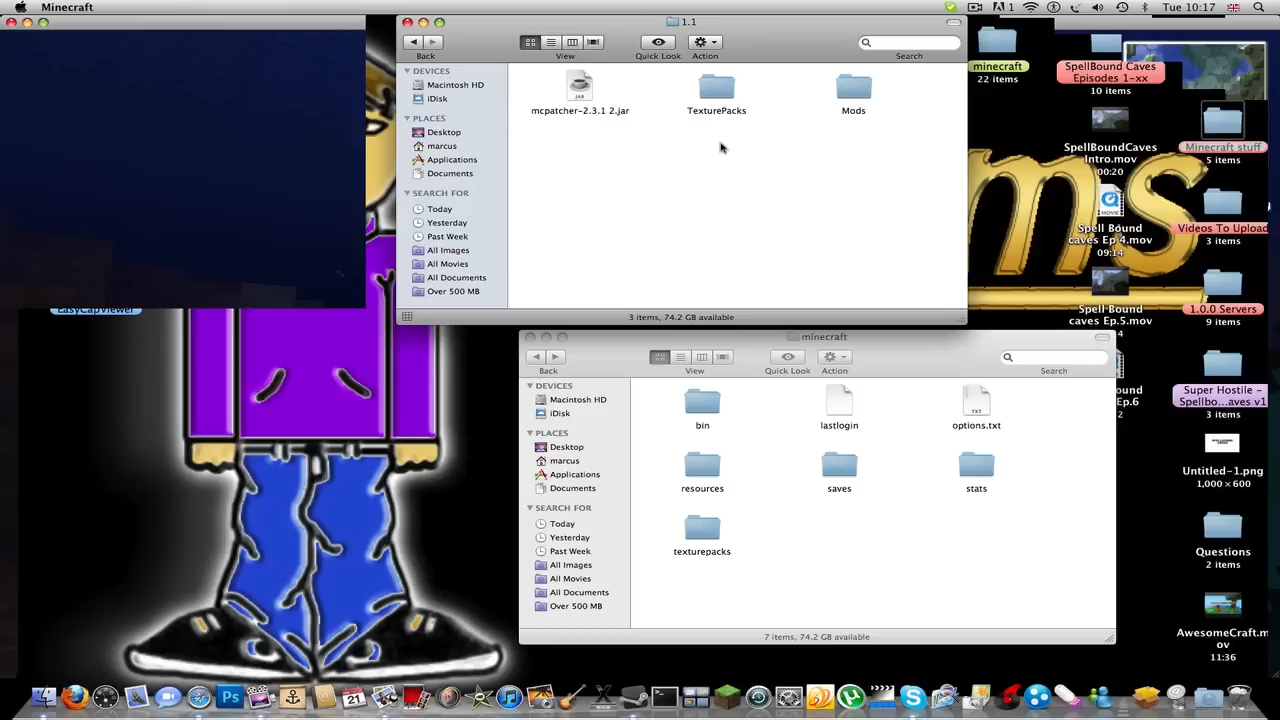 Minecraft
Tue 10:17
1.1
Back
View
Quick Look
Action
Search
DEVICES
Macintosh HD
iDisk
PLACES
Desktop
marcus
Applications
Documents
SEARCH FOR
Today
Yesterday
Past Week
All Images
All Movies
All Documents
Over 500 MB
mcpatcher-2.3.1 2.jar
TexturePacks
Mods
3 items, 74.2 GB available
minecraft
Back
View
Quick Look
Action
Search
DEVICES
Macintosh HD
iDisk
PLACES
Desktop
marcus
Applications
Documents
SEARCH FOR
Today
Yesterday
Past Week
All Images
All Movies
All Documents
Over 500 MB
bin
lastlogin
options.txt
resources
saves
stats
texturepacks
7 items, 74.2 GB available
minecraft
22 items
SpellBound Caves
Episodes 1-xx
10 items
SpellBoundCaves
Intro.mov
00:20
Minecraft stuff
5 items
Spell Bound
caves Ep 4.mov
09:14
Videos To Upload
3 items
Spell Bound
caves Ep.5.mov
1.0.0 Servers
9 items
Super Hostile -
Spellbo...aves v1
3 items
Untitled-1.png
1,000 × 600
Questions
2 items
AwesomeCraft.m
ov
11:36
EasyCapViewer
ms